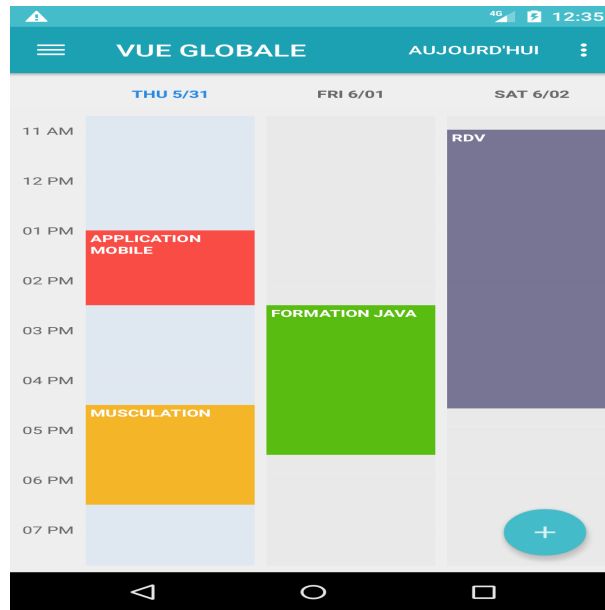 4G 12:35
VUE GLOBALE AUJOURD'HUI
THU 5/31 FRI 6/01 SAT 6/02
11 AM
RDV
12 PM
01 PM
APPLICATION
MOBILE
02 PM
FORMATION JAVA
03 PM
04 PM
MUSCULATION
05 PM
06 PM
07 PM